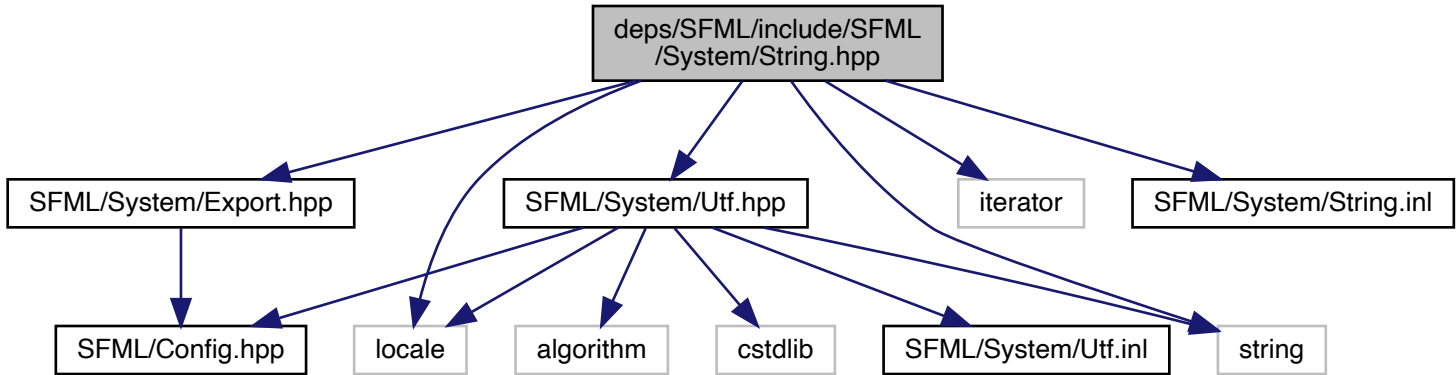 deps/SFML/include/SFML
/System/String.hpp
SFML/System/Export.hpp
SFML/System/Utf.hpp
iterator
SFML/System/String.inl
SFML/Config.hpp
locale
algorithm
cstdlib
SFML/System/Utf.inl
string